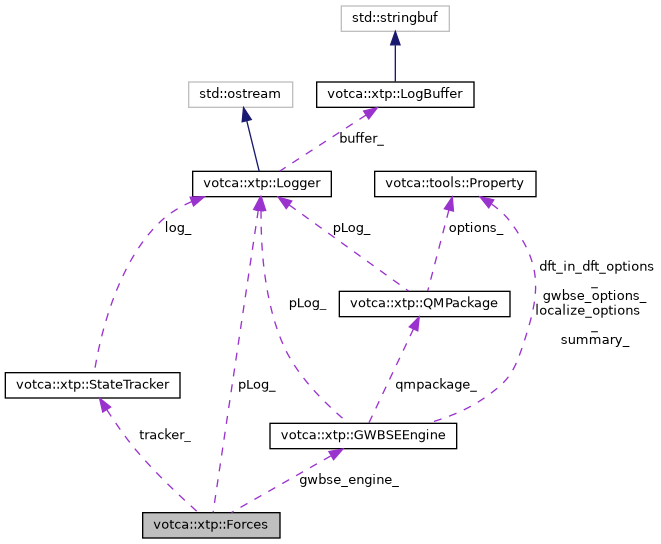 std::stringbuf
std::ostream
votca::xtp::LogBuffer
buffer_
votca::xtp::Logger
votca::tools::Property
log_
pLog_
options_
dft_in_dft_options
_
gwbse_options_
localize_options
_
summary_
pLog_
votca::xtp::QMPackage
votca::xtp::StateTracker
pLog_
qmpackage_
tracker_
votca::xtp::GWBSEEngine
gwbse_engine_
votca::xtp::Forces